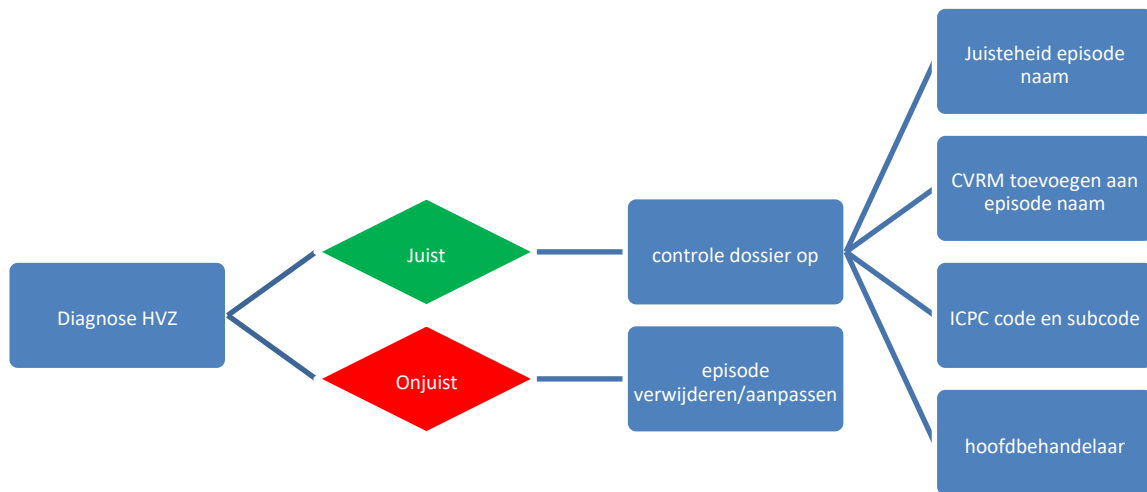 Diagnose HVZ
Juist
Onjuist
controle dossier op
episode
verwijderen/aanpassen
Juisteheid episode
naam
CVRM toevoegen aan
episode naam
ICPC code en subcode
hoofdbehandelaar